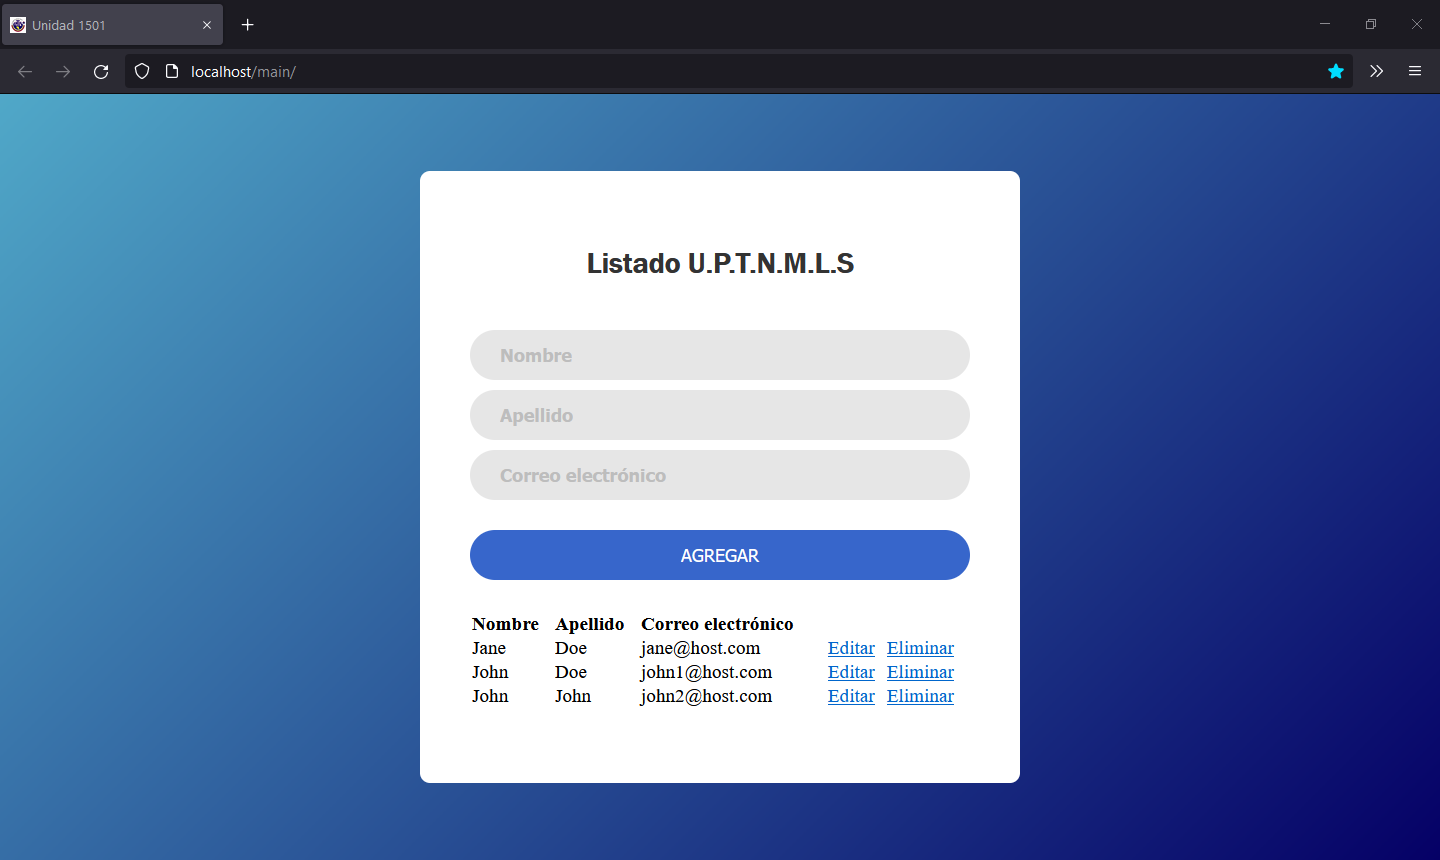 Unidad 1501
localhost/main/
Listado U.P.T.N.M.L.S
Nombre
Apellido
Correo electrónico
AGREGAR
Nombre Apellido Correo electrónico
Jane Doe jane@host.com Editar Eliminar
John Doe john1@host.com Editar Eliminar
John John john2@host.com Editar Eliminar